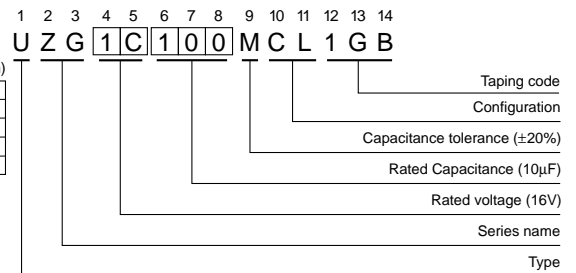 1 2 3 4 5 6 7 8 9 10 11 12 13 14
U Z G 1 C 1 0 0 M C L 1 G B
)
Taping code
Configuration
Capacitance tolerance (±20%)
Rated Capacitance (10µF)
Rated voltage (16V)
Series name
Type